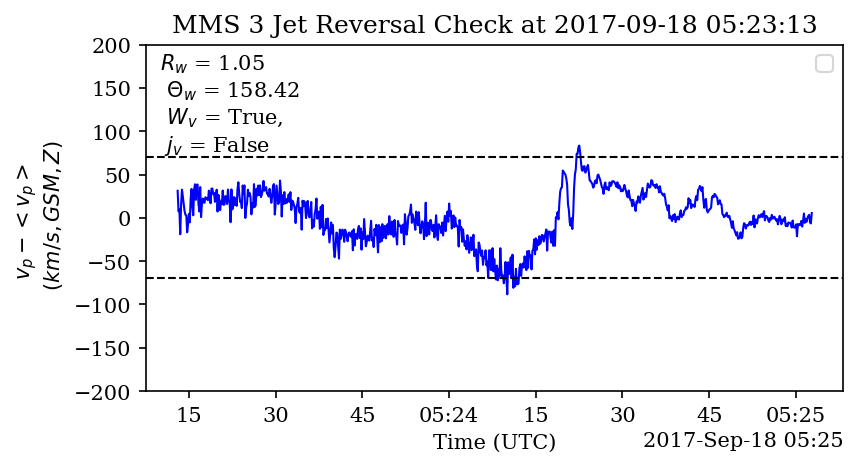 MMS 3 Jet Reversal Check at 2017-09-18 05:23:13
R_w = 1.05
Θ_w = 158.42
W_v = True,
j_v = False
v_p − < v_p >
(km/s, GSM, Z)
200
150
100
50
0
−50
−100
−150
−200
15 30 45 05:24 15 30 45 05:25
Time (UTC)
2017-Sep-18 05:25